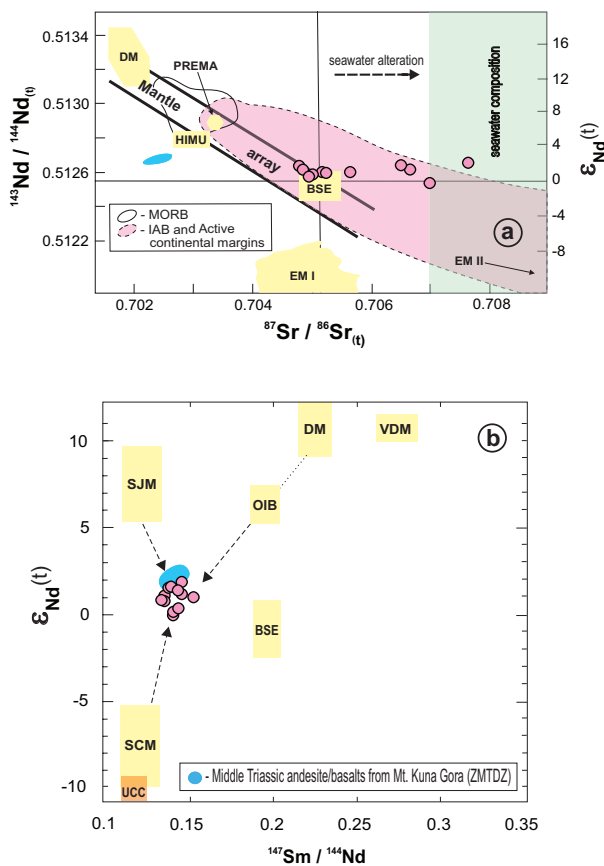 0.5134
0.5130
0.5126
0.5122
¹⁴³Nd / ¹⁴⁴Nd(t)
DM
PREMA
Mantle
HIMU
array
BSE
EM I
EM II
seawater alteration
seawater composition
16
12
8
4
0
-4
-8
εNd(t)
- MORB
- IAB and Active
continental margins
a
0.702
0.704
0.706
0.708
⁸⁷Sr / ⁸⁶Sr(t)
b
DM
VDM
SJM
OIB
BSE
SCM
UCC
10
5
0
-5
-10
εNd(t)
- Middle Triassic andesite/basalts from Mt. Kuna Gora (ZMTDZ)
0.1
0.15
0.2
0.25
0.3
0.35
¹⁴⁷Sm / ¹⁴⁴Nd